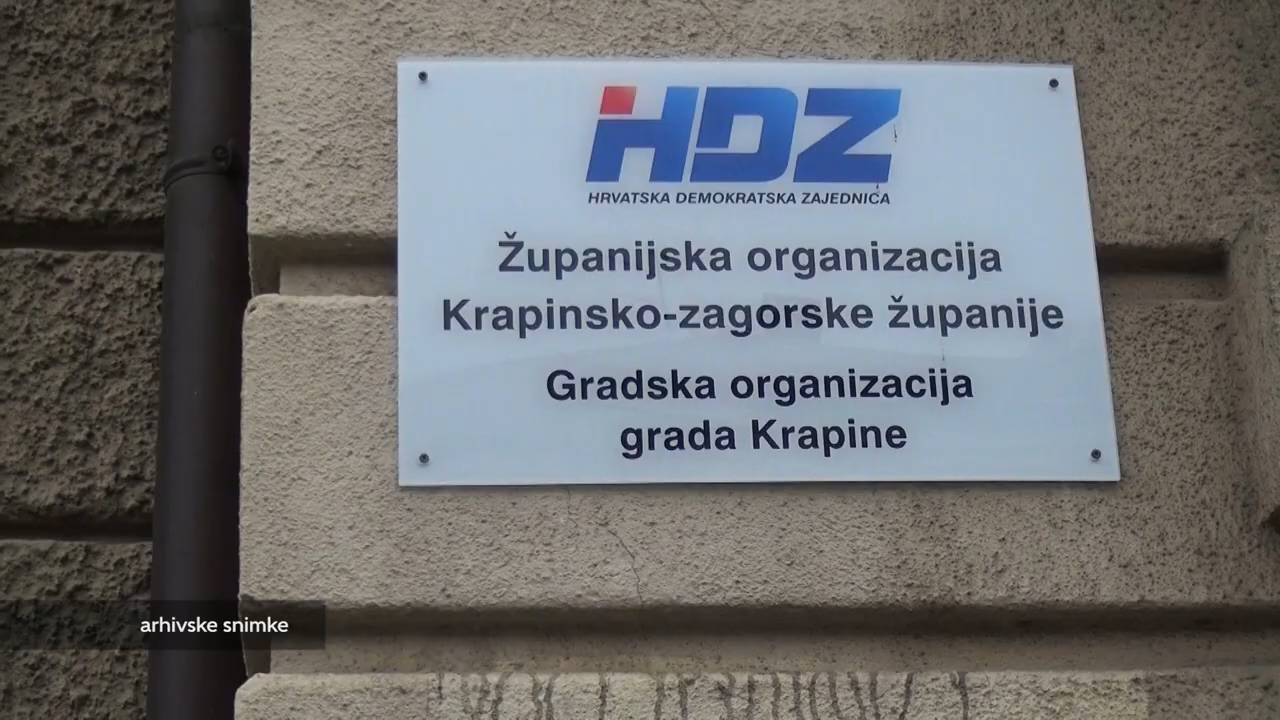 HDZ
HRVATSKA DEMOKRATSKA ZAJEDNICA
Županijska organizacija
Krapinsko-zagorske županije
Gradska organizacija
grada Krapine
arhivske snimke